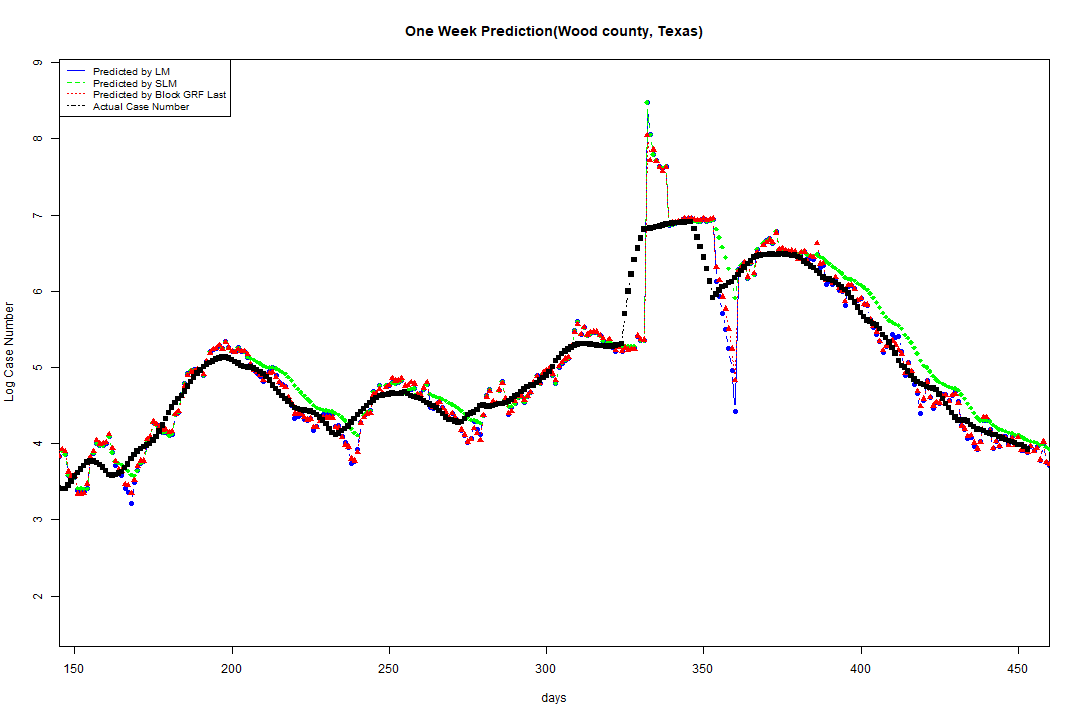 One Week Prediction(Wood county, Texas)
Predicted by LM
Predicted by SLM
Predicted by Block GRF Last
Actual Case Number
Log Case Number
9
8
7
6
5
4
3
2
150 200 250 300 350 400 450
days